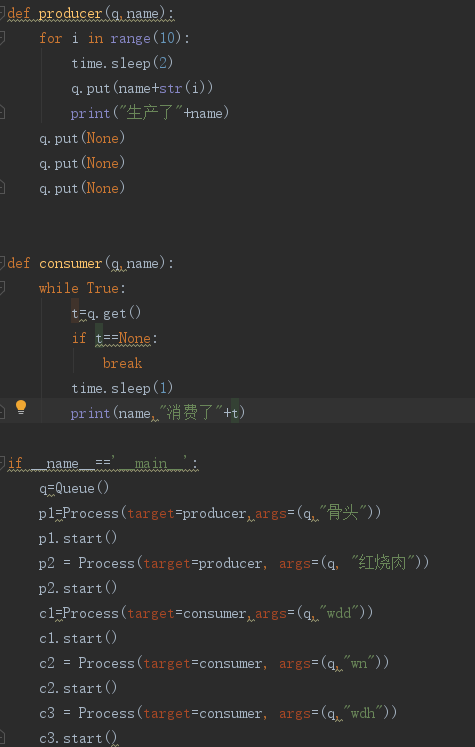 def producer(q,name):
    for i in range(10):
        time.sleep(2)
        q.put(name+str(i))
        print("生产了"+name)
    q.put(None)
    q.put(None)
    q.put(None)
def consumer(q,name):
    while True:
        t=q.get()
        if t==None:
            break
        time.sleep(1)
        print(name,"消费了"+t)
if __name__=='__main__':
    q=Queue()
    p1=Process(target=producer,args=(q,"骨头"))
    p1.start()
    p2 = Process(target=producer, args=(q, "红烧肉"))
    p2.start()
    c1=Process(target=consumer,args=(q,"wdd"))
    c1.start()
    c2 = Process(target=consumer, args=(q,"wn"))
    c2.start()
    c3 = Process(target=consumer, args=(q,"wdh"))
    c3.start()